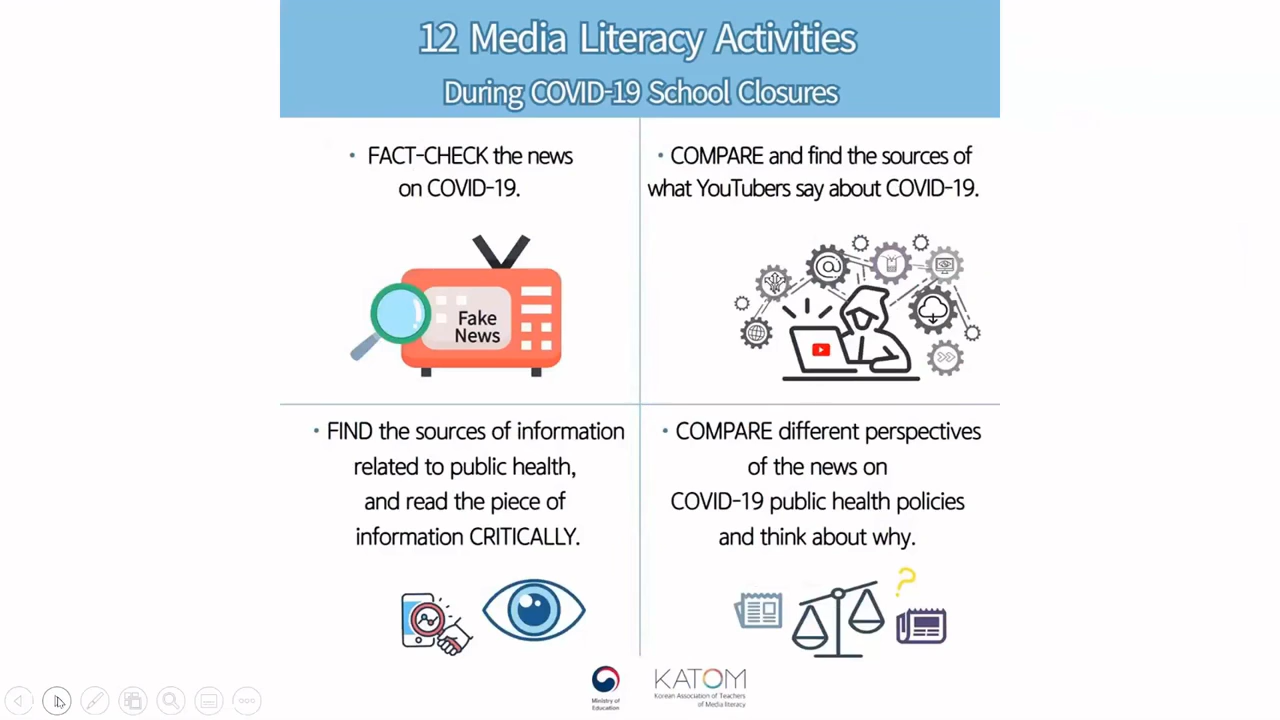 12 Media Literacy Activities
During COVID-19 School Closures
• FACT-CHECK the news
on COVID-19.
Fake
News
• COMPARE and find the sources of
what YouTubers say about COVID-19.
@
• FIND the sources of information
related to public health,
and read the piece of
information CRITICALLY.
• COMPARE different perspectives
of the news on
COVID-19 public health policies
and think about why.
?
Ministry of
Education
KATOM
Korean Association of Teachers
of Media literacy